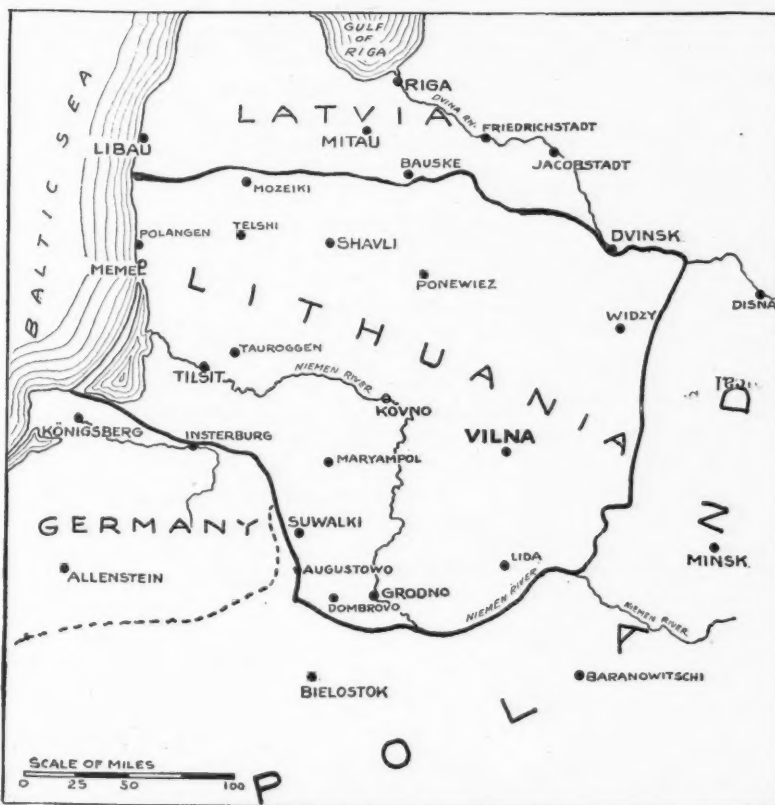 GULF
OF
RIGA
RIGA
LATVIA
DVINA RIV.
BALTIC SEA
LIBAU
MITAU
FRIEDRICHSTADT
JACOBSTADT
BAUSKE
MOZEIKI
POLANGEN
TELSHI
SHAVLI
DVINSK
MEMEL
PONEWIEZ
DISNA
LITHUANIA
WIDZY
TAUROGGEN
TILSIT
NIEMEN RIVER
KOVNO
KÖNIGSBERG
INSTERBURG
VILNA
MARYAMPOL
GERMANY
SUWALKI
MINSK
ALLENSTEIN
AUGUSTOWO
LIDA
DOMBROVO
GRODNO
NIEMEN RIVER
NIEMEN RIVER
BIELOSTOK
BARANOWITSCHI
POLAND
SCALE OF MILES
0 25 50 100